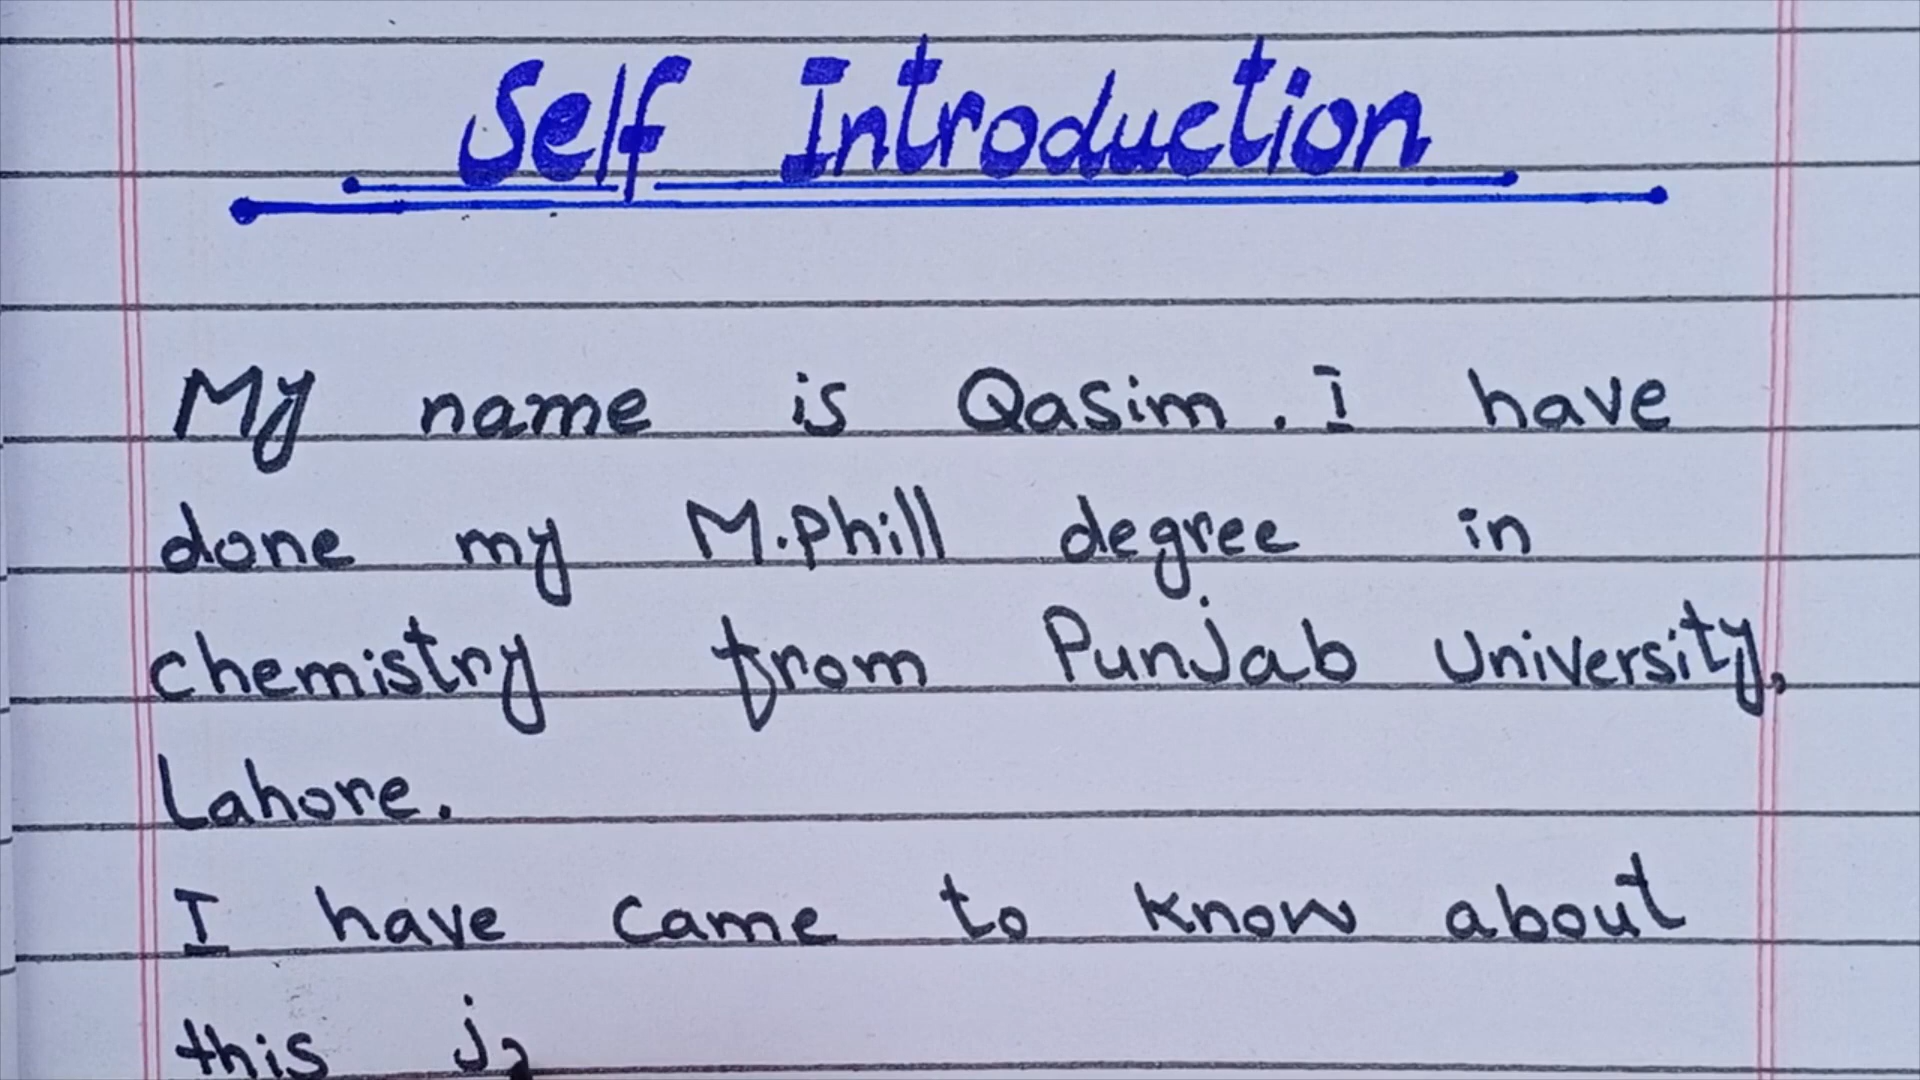 Self Introduction
My name is Qasim. I have
done my M.Phill degree in
chemistry from Punjab University,
Lahore.
I have came to know about
this